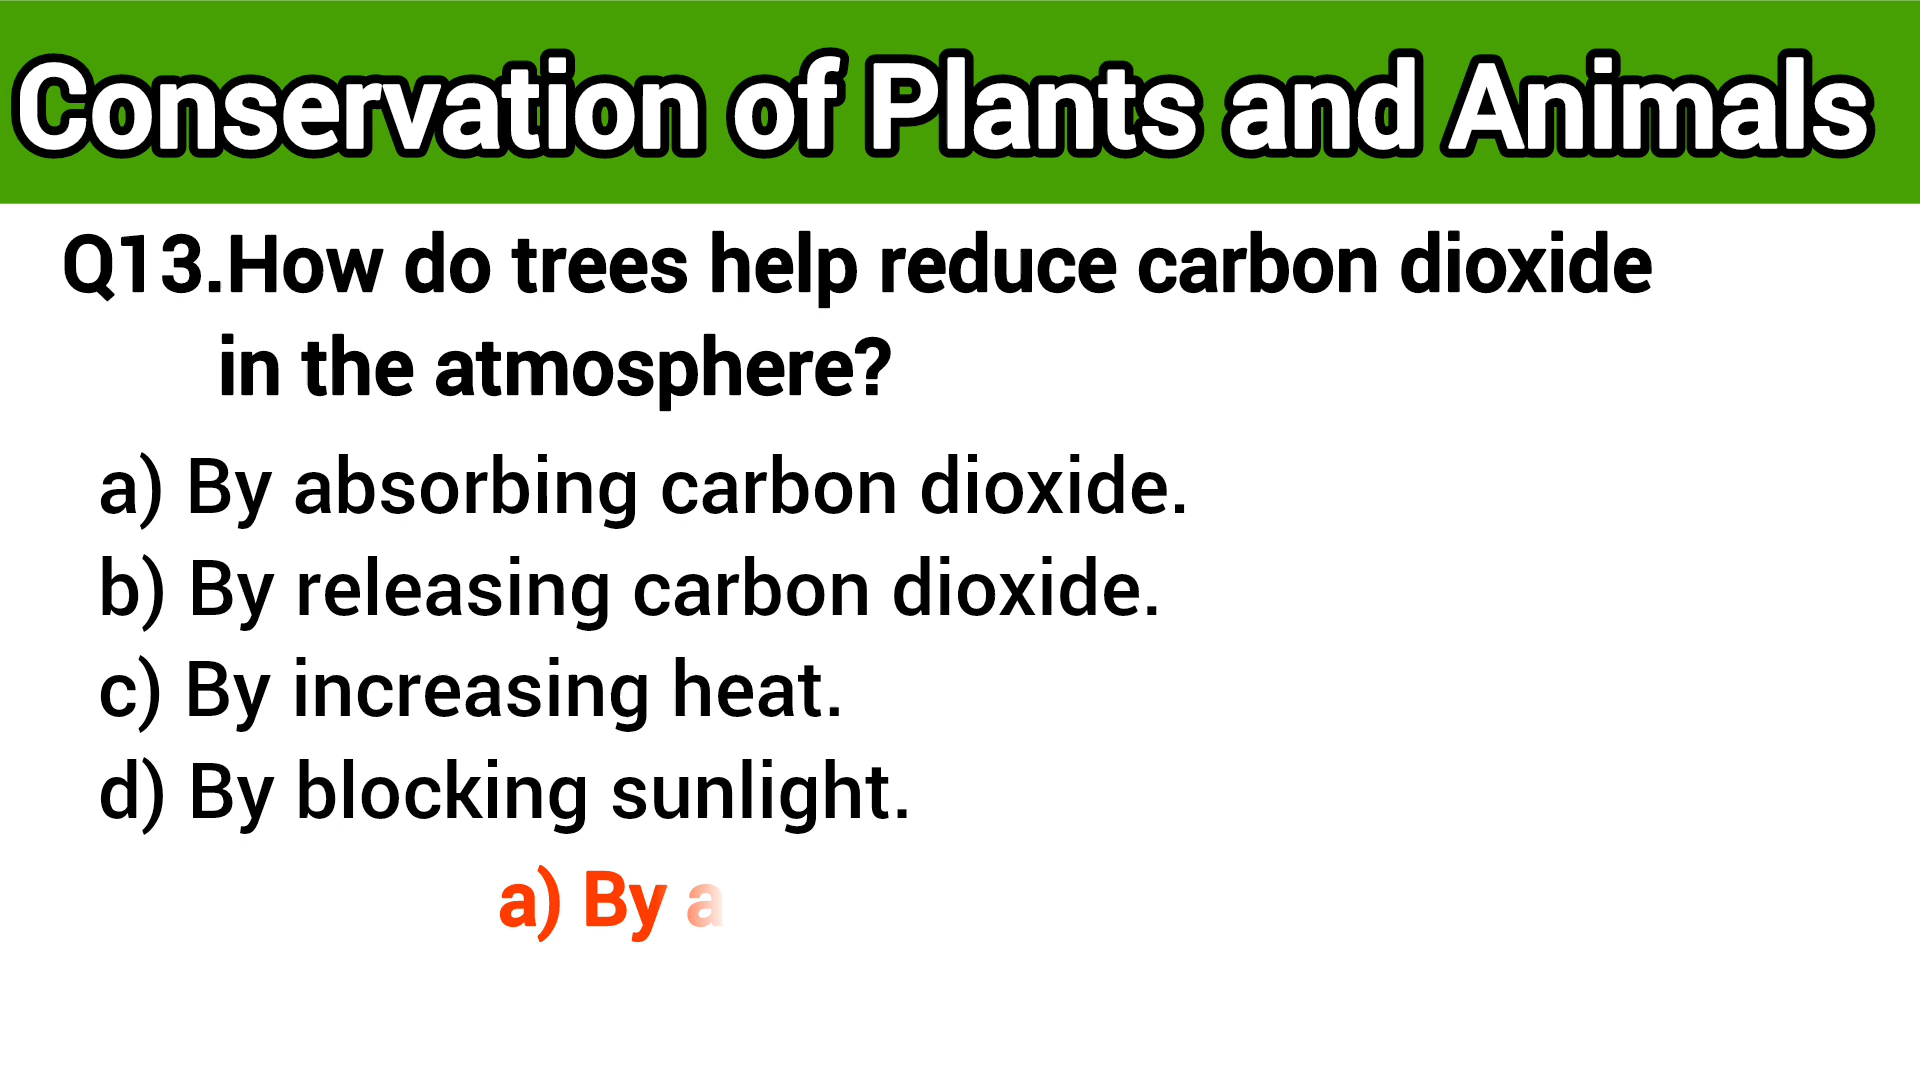 Conservation of Plants and Animals
Q13.How do trees help reduce carbon dioxide
in the atmosphere?
a) By absorbing carbon dioxide.
b) By releasing carbon dioxide.
c) By increasing heat.
d) By blocking sunlight.
a) By a